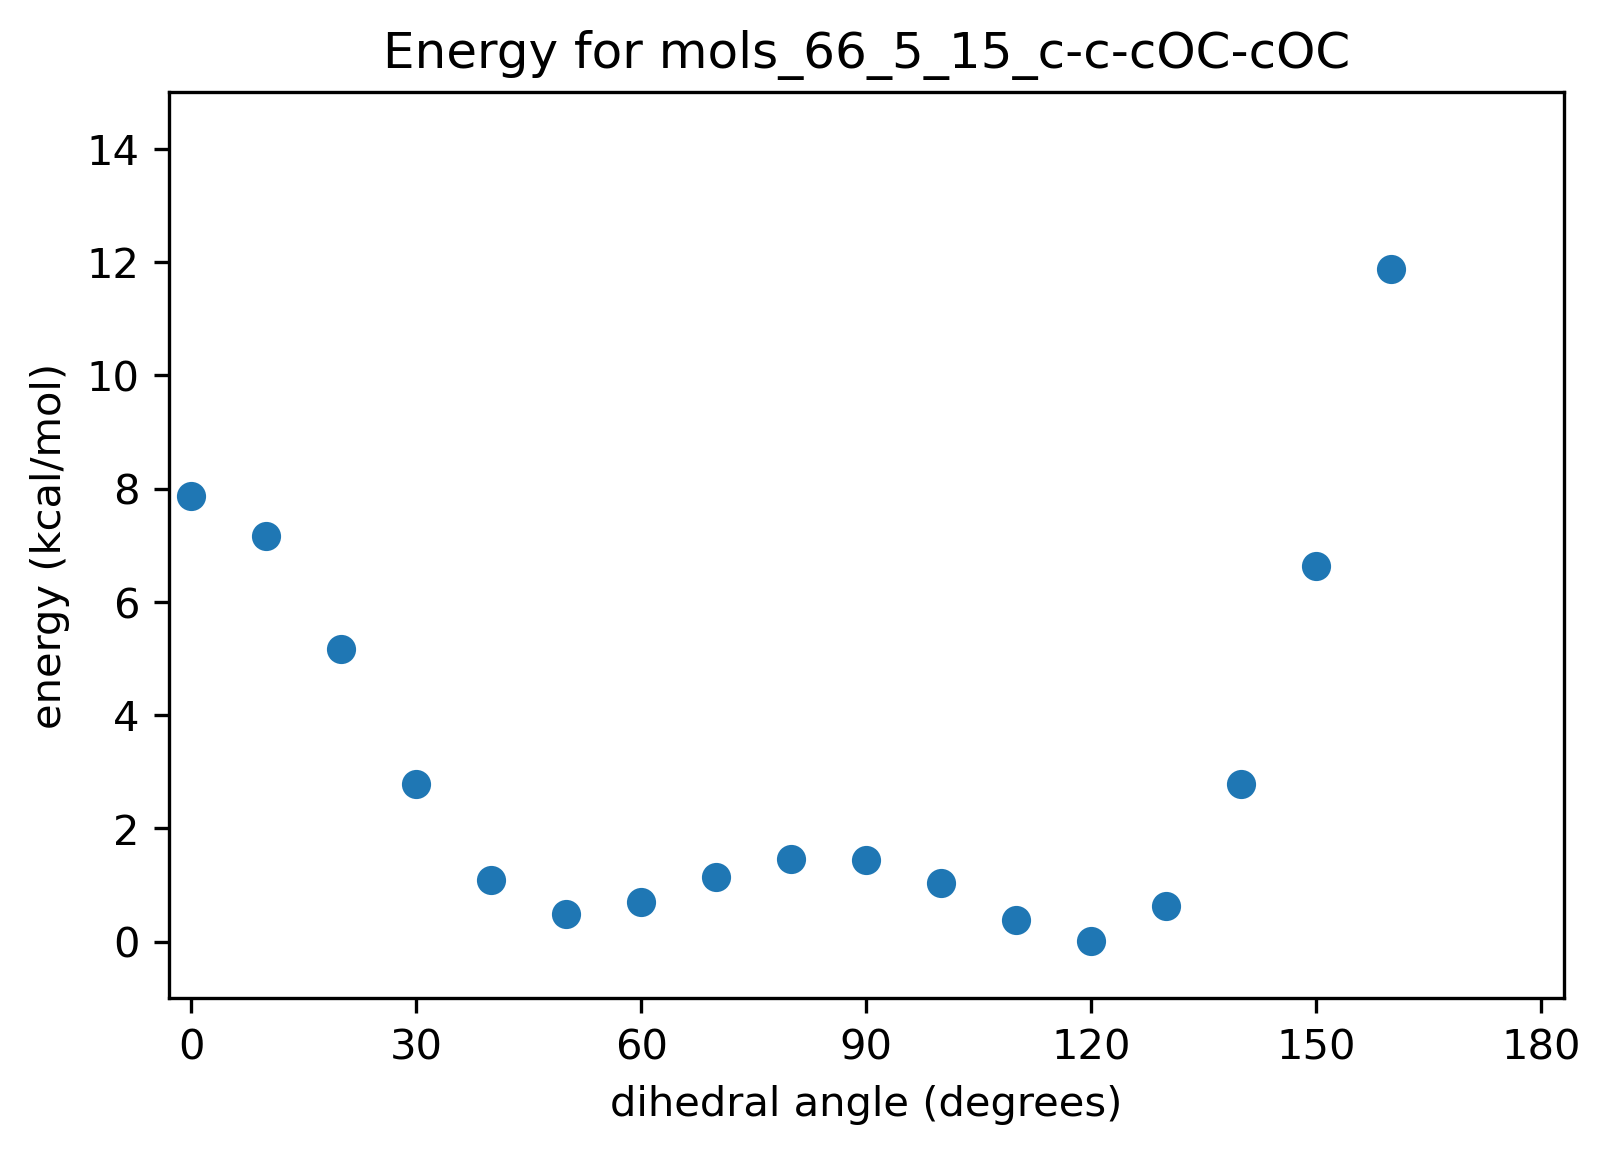 Energy for mols_66_5_15_c-c-cOC-cOC
14
12
10
8
6
4
2
0
energy (kcal/mol)
0 30 60 90 120 150 180
dihedral angle (degrees)